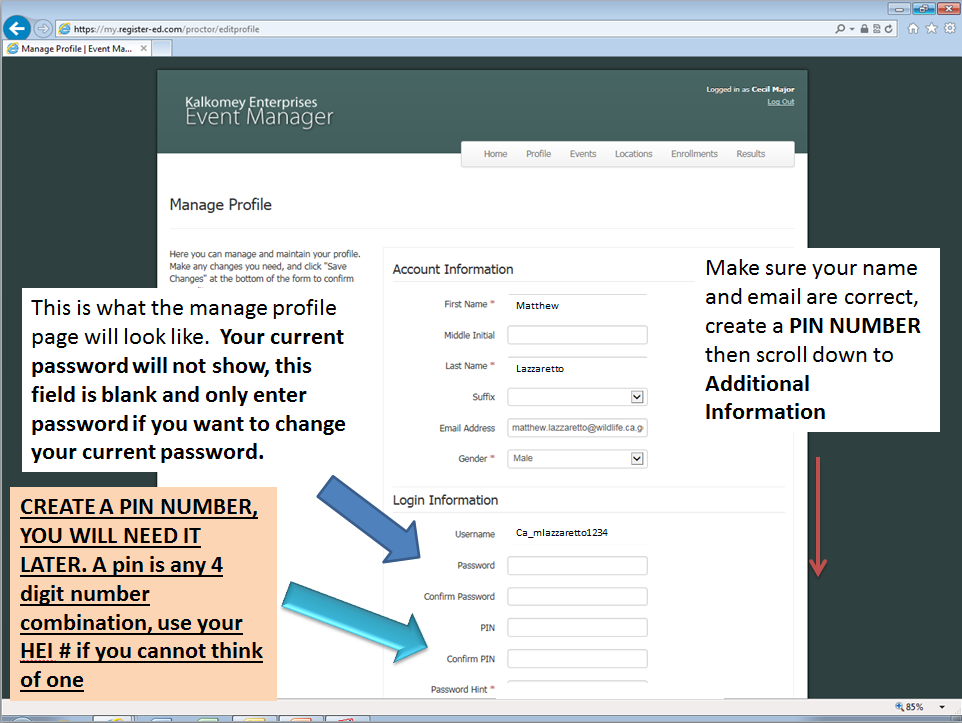 https://my.register-ed.com/proctor/editprofile
Manage Profile | Event Ma...
Kalkomey Enterprises
Event Manager
Logged in as Cecil Major
Log Out
Home Profile Events Locations Enrollments Results
Manage Profile
Here you can manage and maintain your profile.
Make any changes you need, and click "Save
Changes" at the bottom of the form to confirm
This is what the manage profile
page will look like. Your current
password will not show, this
field is blank and only enter
password if you want to change
your current password.
CREATE A PIN NUMBER,
YOU WILL NEED IT
LATER. A pin is any 4
digit number
combination, use your
HEI # if you cannot think
of one
Account Information
First Name * Matthew
Middle Initial
Last Name * Lazzaretto
Suffix
Email Address matthew.lazzaretto@wildlife.ca.g
Gender * Male
Login Information
Username Ca_mlazzaretto1234
Password
Confirm Password
PIN
Confirm PIN
Password Hint *
Make sure your name
and email are correct,
create a PIN NUMBER
then scroll down to
Additional
Information
85%